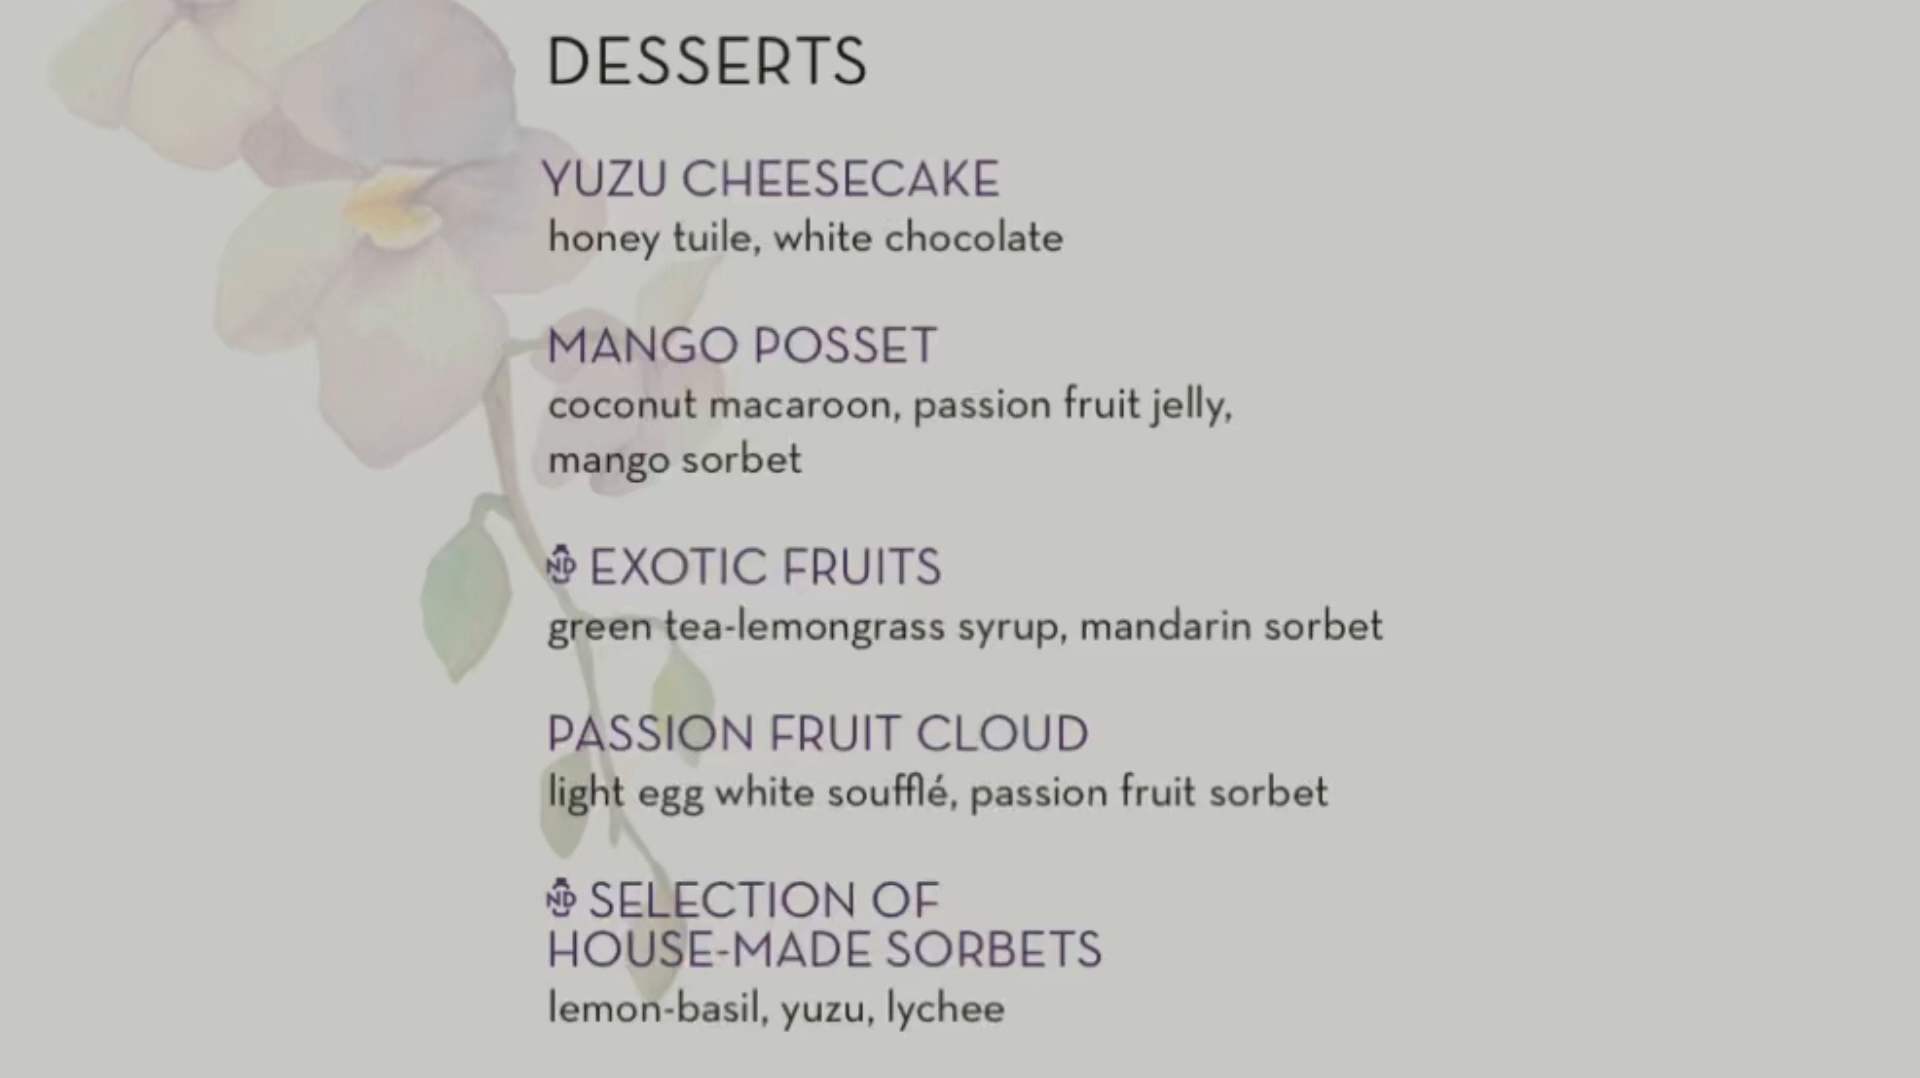 DESSERTS
YUZU CHEESECAKE
honey tuile, white chocolate
MANGO POSSET
coconut macaroon, passion fruit jelly,
mango sorbet
ND EXOTIC FRUITS
green tea-lemongrass syrup, mandarin sorbet
PASSION FRUIT CLOUD
light egg white soufflé, passion fruit sorbet
ND SELECTION OF
HOUSE-MADE SORBETS
lemon-basil, yuzu, lychee